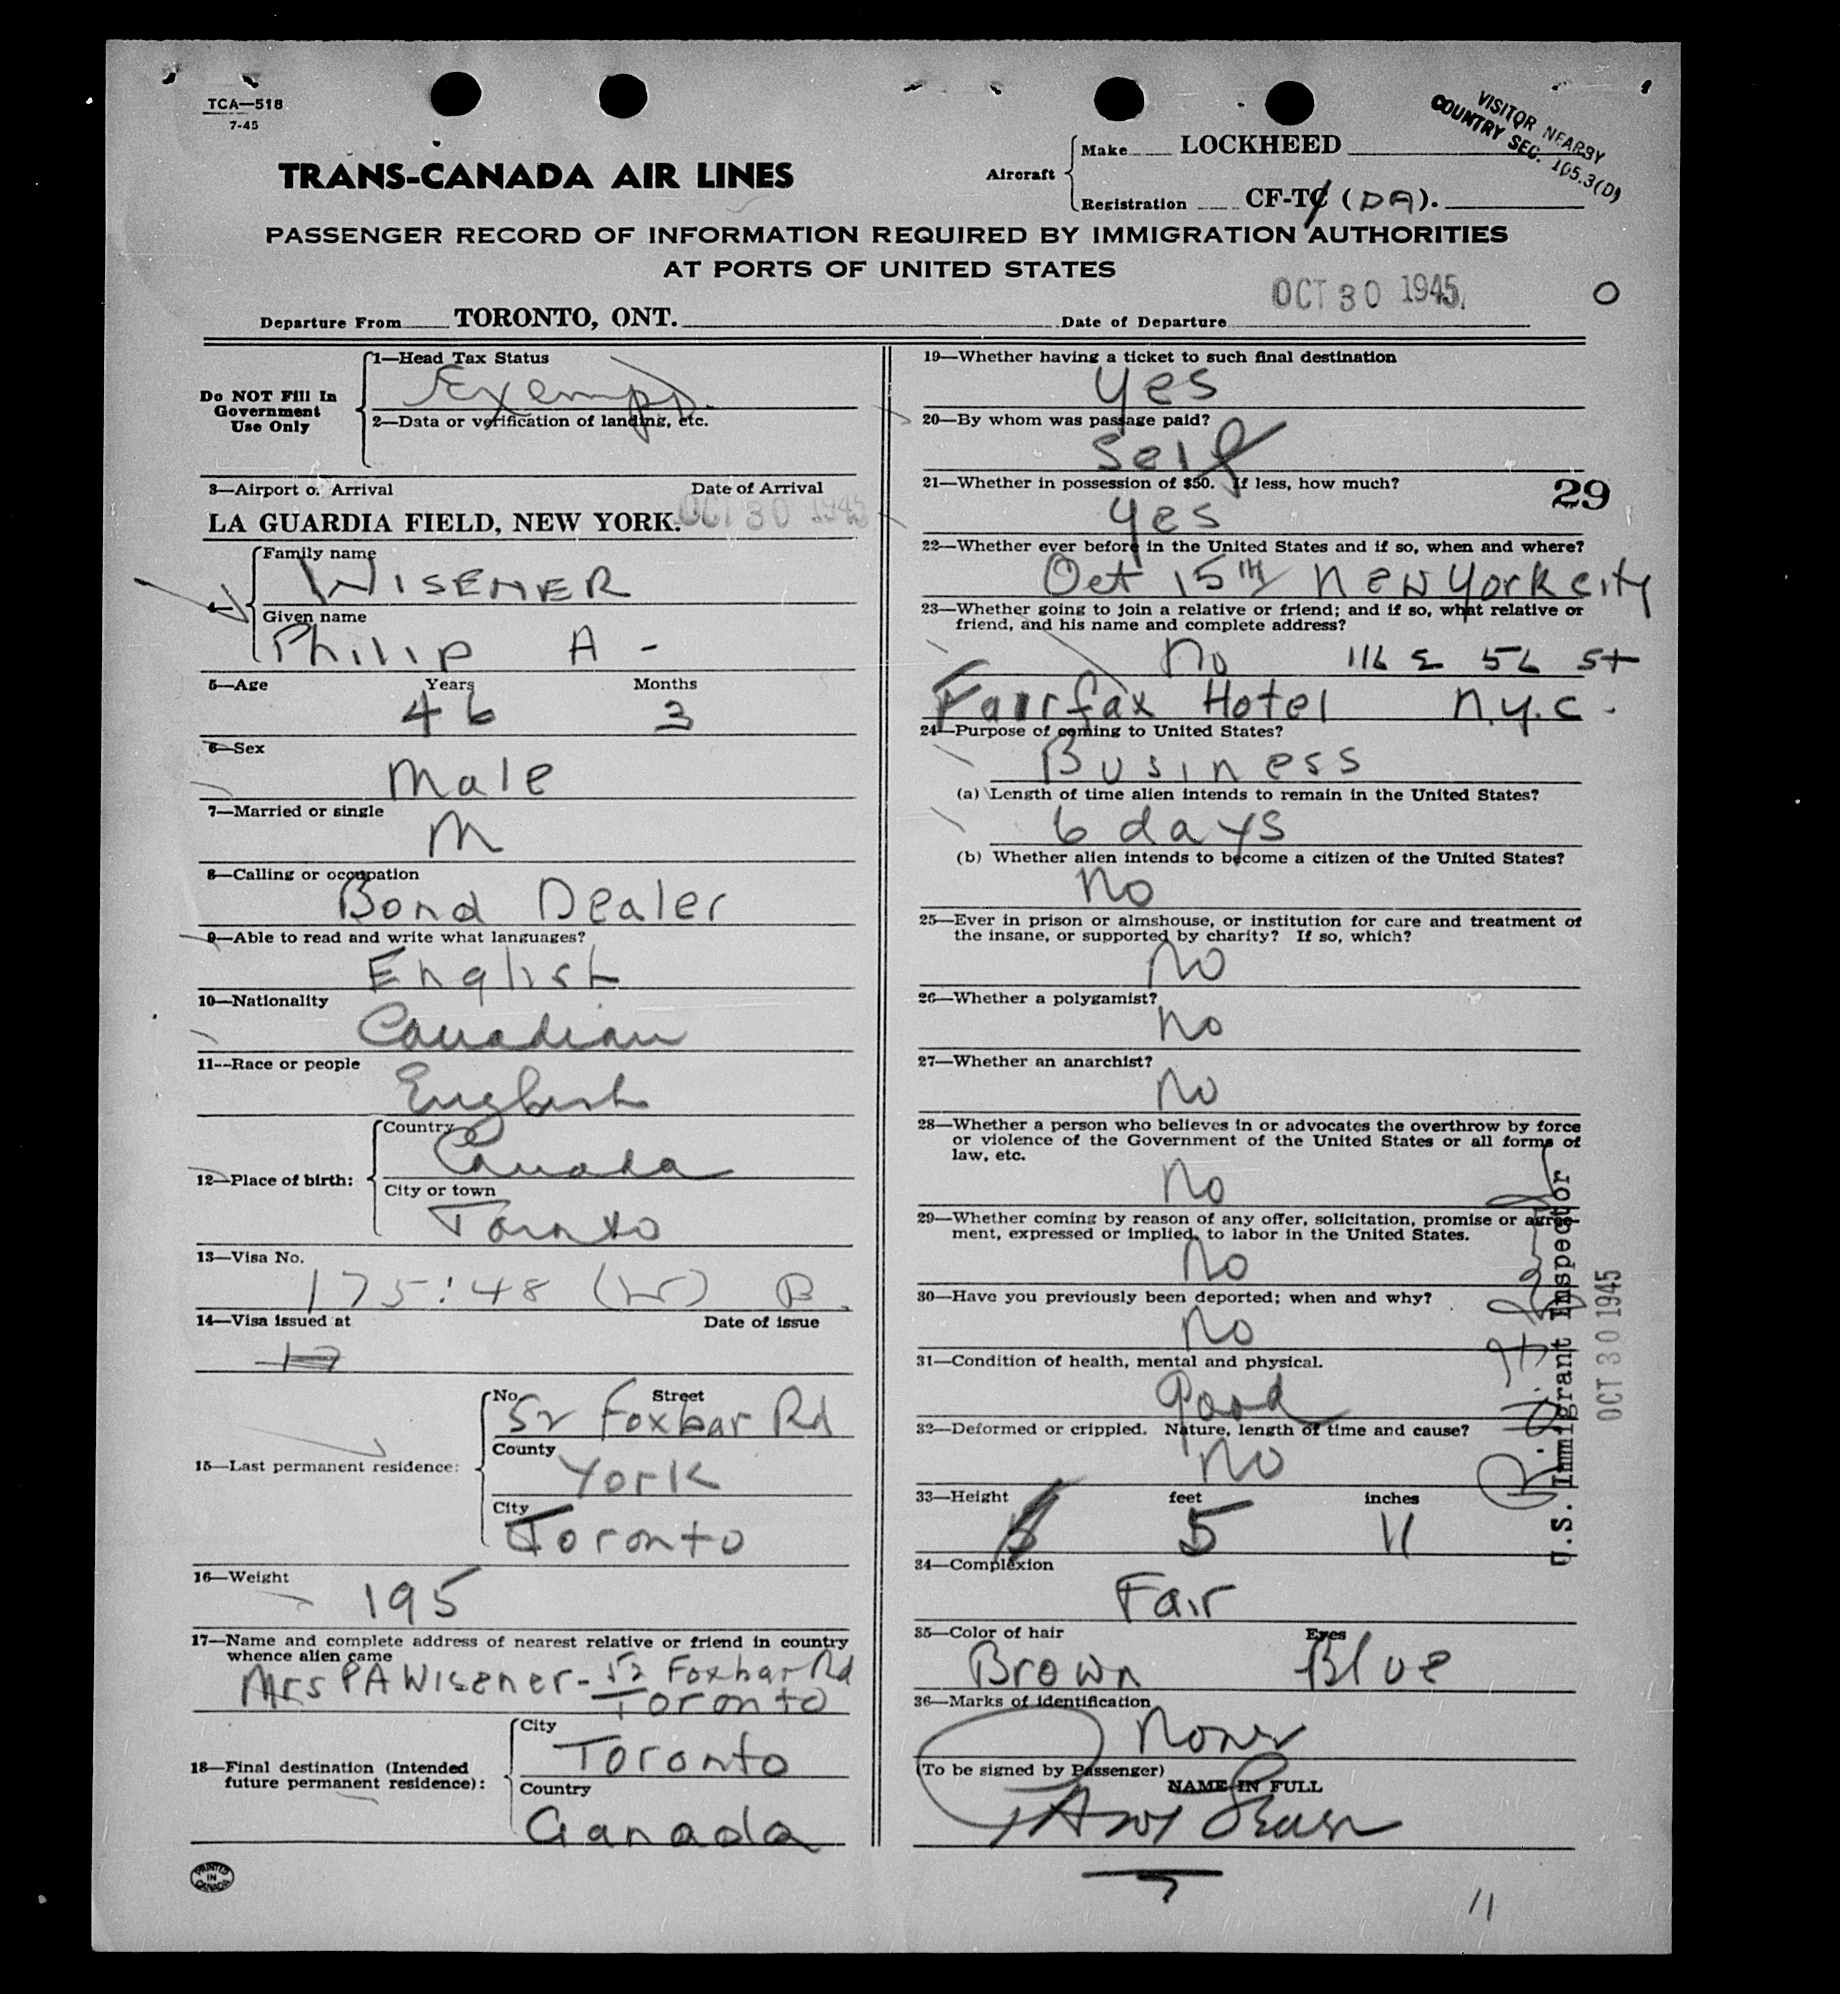 TCA—518
7-45
VISITOR NEARBY
COUNTRY SEC. 105.3(D)
TRANS-CANADA AIR LINES
Aircraft
Make LOCKHEED
Registration CF-TC (DA).
PASSENGER RECORD OF INFORMATION REQUIRED BY IMMIGRATION AUTHORITIES
AT PORTS OF UNITED STATES
OCT 30 1945
O
Departure From TORONTO, ONT. Date of Departure
Do NOT Fill In
Government
Use Only
1—Head Tax Status
Exempt
2—Data or verification of landing, etc.
3—Airport of Arrival Date of Arrival
LA GUARDIA FIELD, NEW YORK. OCT 30 1945
4—
Family name
WISENER
Given name
Philip A -
5—Age Years Months
46 3
6—Sex
Male
7—Married or single
M
8—Calling or occupation
Bond Dealer
9—Able to read and write what languages?
English
10—Nationality
Canadian
11--Race or people
English
12—Place of birth:
Country
Canada
City or town
Toronto
13—Visa No.
175:48 (W) B.
14—Visa issued at Date of issue
15—Last permanent residence:
No. Street
52 Foxbar Rd
County
York
City
Toronto
16—Weight
195
17—Name and complete address of nearest relative or friend in country
whence alien came
Mrs PA Wisener - 52 Foxbar Rd
Toronto
18—Final destination (Intended
future permanent residence):
City
Toronto
Country
Canada
PRINTED
IN
CANADA
19—Whether having a ticket to such final destination
Yes
20—By whom was passage paid?
Self
21—Whether in possession of $50. If less, how much?
29
Yes
22—Whether ever before in the United States and if so, when and where?
Oct 15TH New York city
23—Whether going to join a relative or friend; and if so, what relative or
friend, and his name and complete address?
No 116 E 56 St
Fairfax Hotel N.Y.C.
24—Purpose of coming to United States?
Business
(a) Length of time alien intends to remain in the United States?
6 days
(b) Whether alien intends to become a citizen of the United States?
No
25—Ever in prison or almshouse, or institution for care and treatment of
the insane, or supported by charity? If so, which?
No
26—Whether a polygamist?
No
27—Whether an anarchist?
No
28—Whether a person who believes in or advocates the overthrow by force
or violence of the Government of the United States or all forms of
law, etc.
No
29—Whether coming by reason of any offer, solicitation, promise or agree-
ment, expressed or implied, to labor in the United States.
No
30—Have you previously been deported; when and why?
No
31—Condition of health, mental and physical.
Good
32—Deformed or crippled. Nature, length of time and cause?
No
33—Height feet inches
5 11
34—Complexion
Fair
35—Color of hair Eyes
Brown Blue
36—Marks of identification
None
(To be signed by Passenger)
NAME IN FULL
U.S. Immigrant Inspector
OCT 30 1945
11